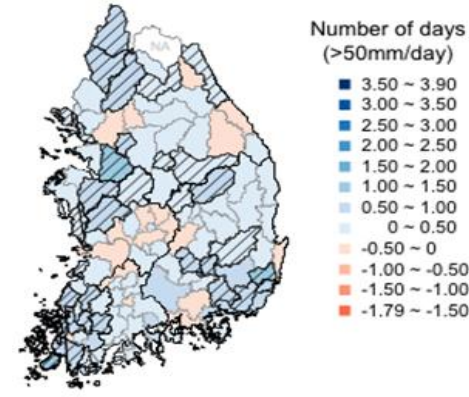 NA
Number of days
(>50mm/day)
3.50 ~ 3.90
3.00 ~ 3.50
2.50 ~ 3.00
2.00 ~ 2.50
1.50 ~ 2.00
1.00 ~ 1.50
0.50 ~ 1.00
0 ~ 0.50
-0.50 ~ 0
-1.00 ~ -0.50
-1.50 ~ -1.00
-1.79 ~ -1.50